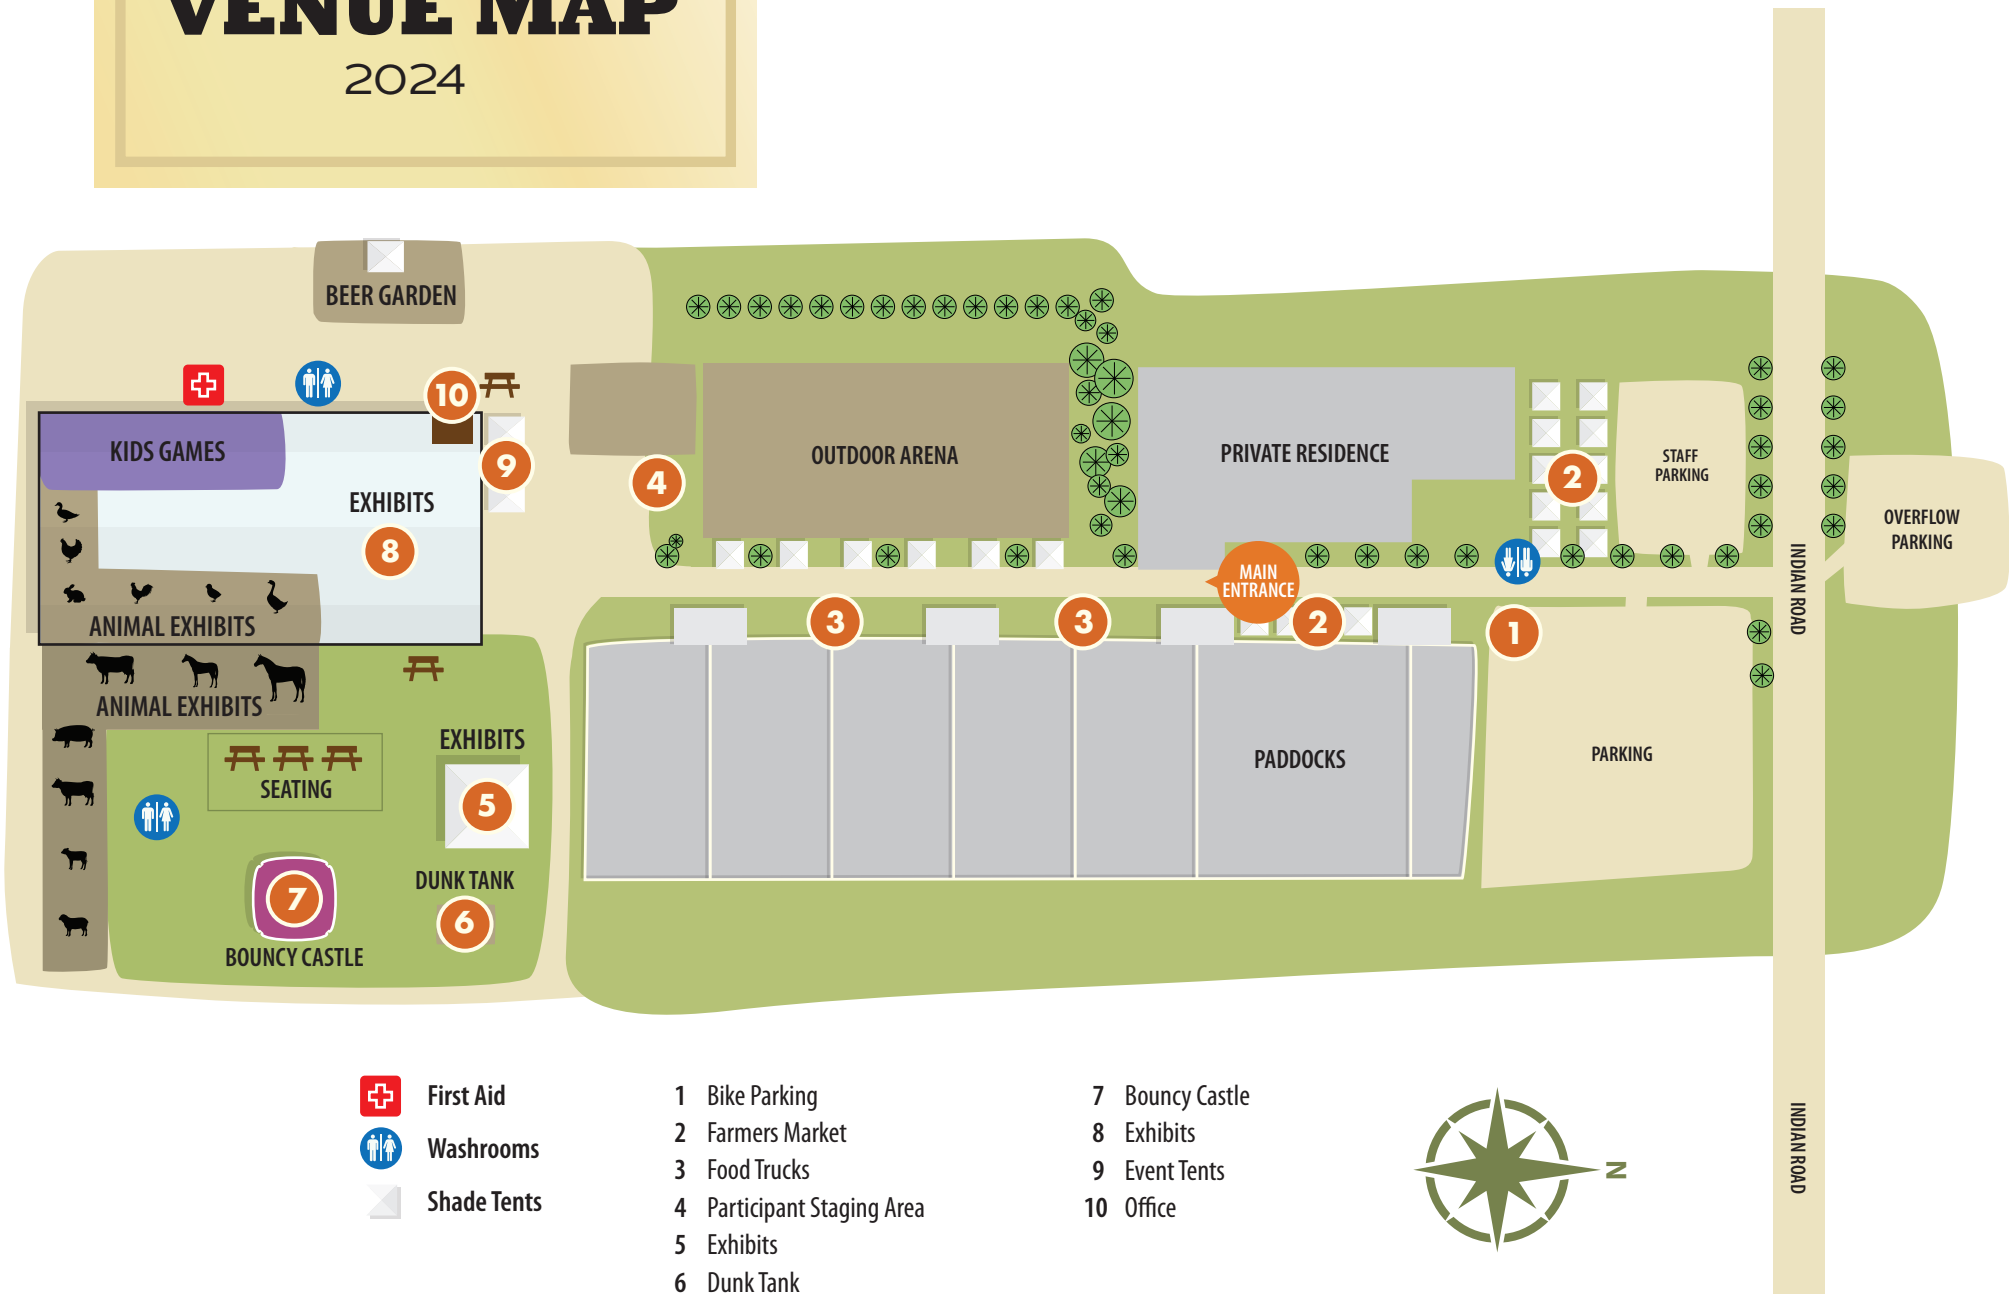 VENUE MAP
2024
BEER GARDEN
10
KIDS GAMES
9
EXHIBITS
8
4
OUTDOOR ARENA
PRIVATE RESIDENCE
2
STAFF
PARKING
OVERFLOW
PARKING
INDIAN ROAD
MAIN
ENTRANCE
ANIMAL EXHIBITS
3
3
2
1
ANIMAL EXHIBITS
EXHIBITS
5
SEATING
PADDOCKS
PARKING
DUNK TANK
6
7
BOUNCY CASTLE
First Aid
Washrooms
Shade Tents
1 Bike Parking
2 Farmers Market
3 Food Trucks
4 Participant Staging Area
5 Exhibits
6 Dunk Tank
7 Bouncy Castle
8 Exhibits
9 Event Tents
10 Office
N
INDIAN ROAD